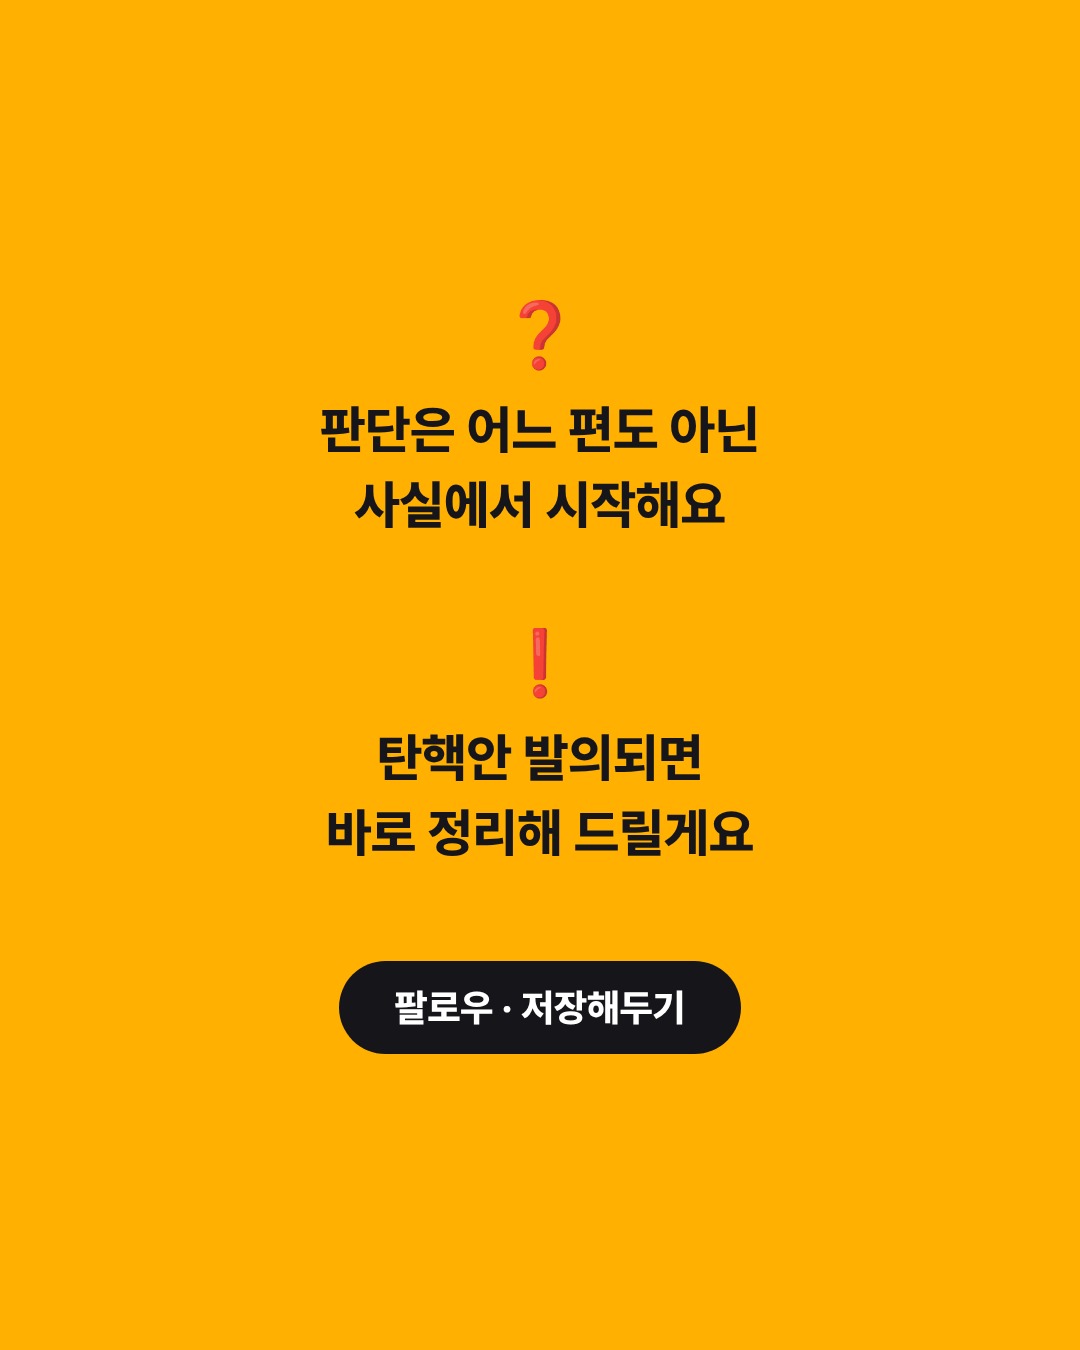 ❓
판단은 어느 편도 아닌
사실에서 시작해요
❗
탄핵안 발의되면
바로 정리해 드릴게요
팔로우 · 저장해두기